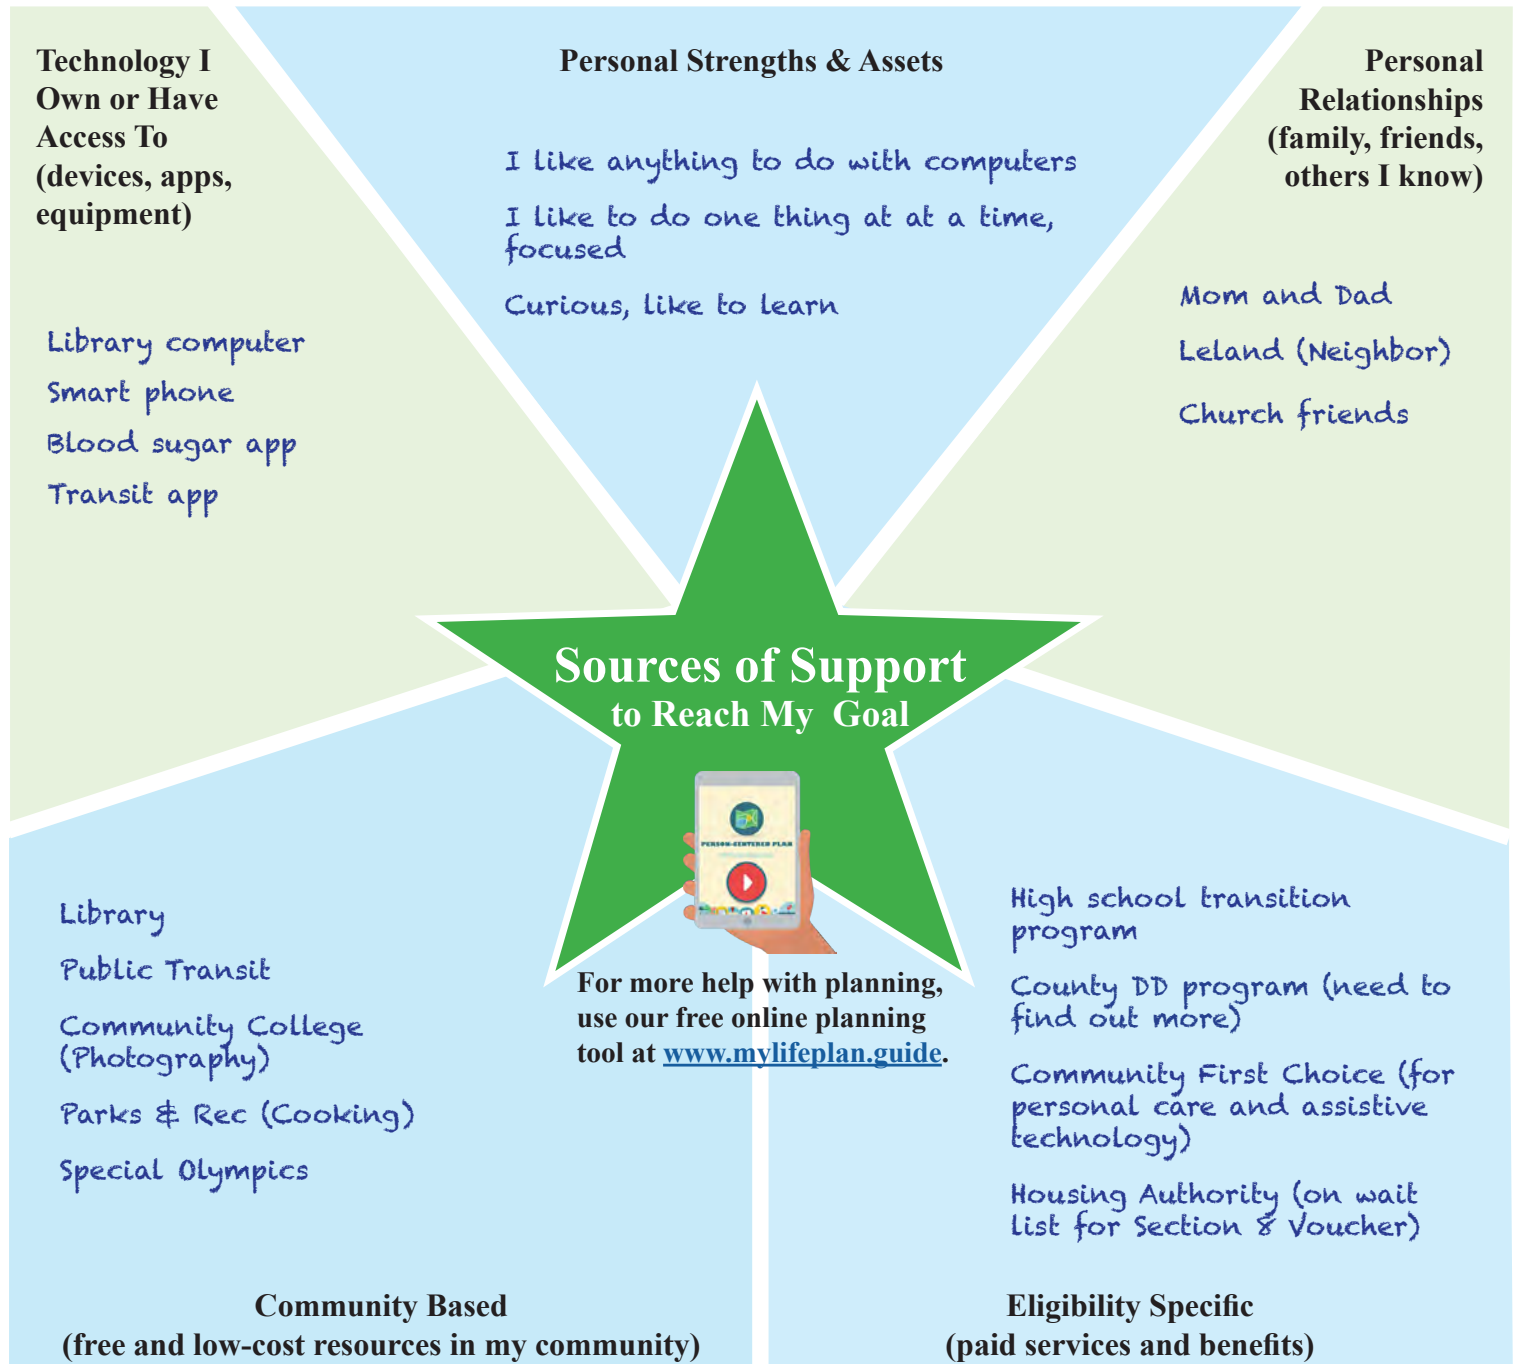 Technology I
Own or Have
Access To
(devices, apps,
equipment)
Library computer
Smart phone
Blood sugar app
Transit app
Personal Strengths & Assets
I like anything to do with computers
I like to do one thing at at a time,
focused
Curious, like to learn
Personal
Relationships
(family, friends,
others I know)
Mom and Dad
Leland (Neighbor)
Church friends
Sources of Support
to Reach My Goal
PERSON-CENTERED PLAN
For more help with planning,
use our free online planning
tool at www.mylifeplan.guide.
Library
Public Transit
Community College
(Photography)
Parks & Rec (Cooking)
Special Olympics
Community Based
(free and low-cost resources in my community)
High school transition
program
County DD program (need to
find out more)
Community First Choice (for
personal care and assistive
technology)
Housing Authority (on wait
list for Section 8 Voucher)
Eligibility Specific
(paid services and benefits)